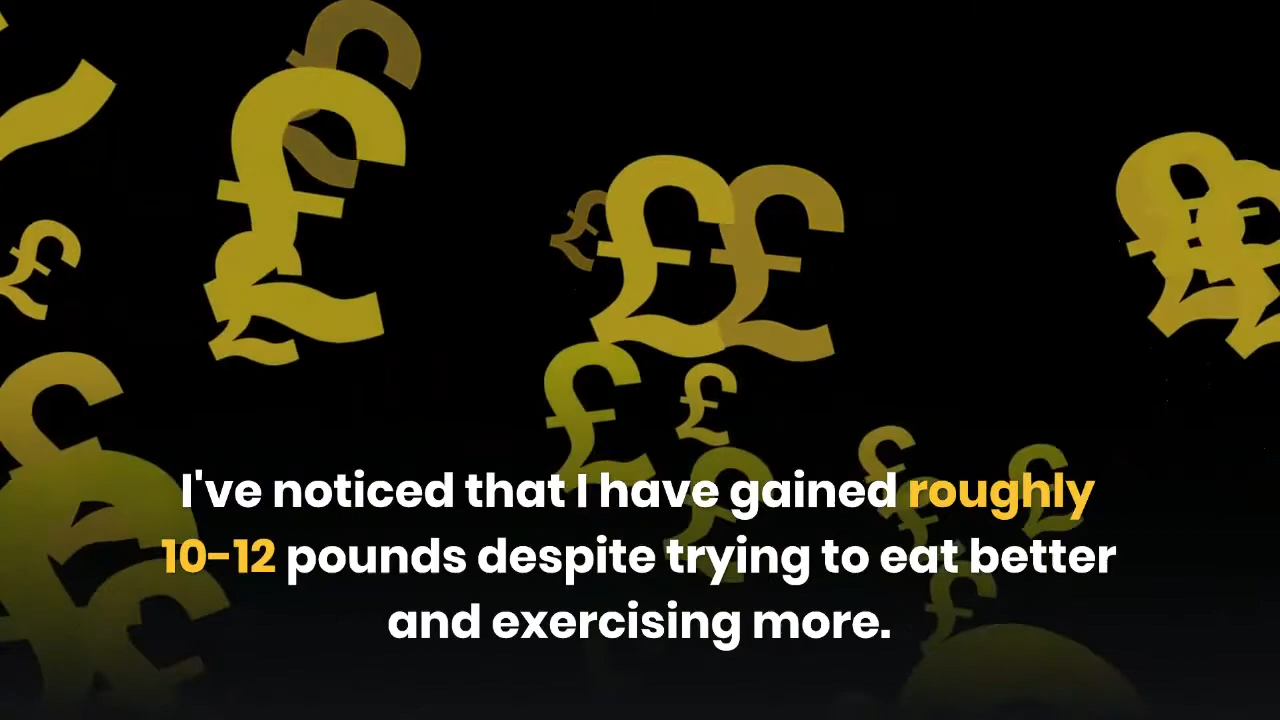 I've noticed that I have gained roughly
10-12 pounds despite trying to eat better
and exercising more.